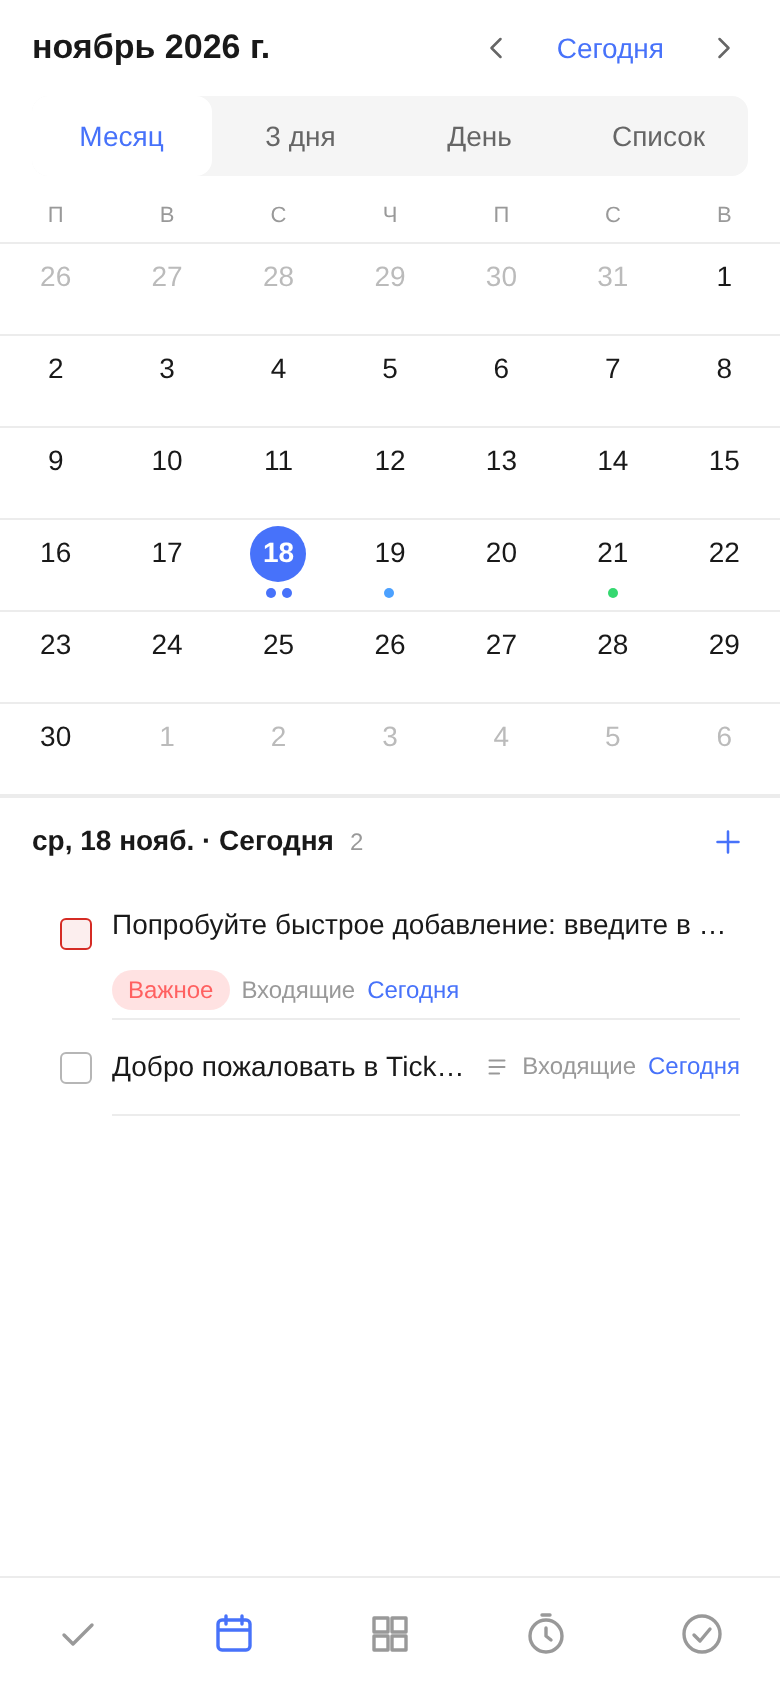 ноябрь 2026 г.
Сегодня
Месяц 3 дня День Список
П В С Ч П С В
26 27 28 29 30 31 1
2 3 4 5 6 7 8
9 10 11 12 13 14 15
16 17 18 19 20 21 22
23 24 25 26 27 28 29
30 1 2 3 4 5 6
ср, 18 нояб. · Сегодня 2
Попробуйте быстрое добавление: введите в …
Важное Входящие Сегодня
Добро пожаловать в Tick… Входящие Сегодня